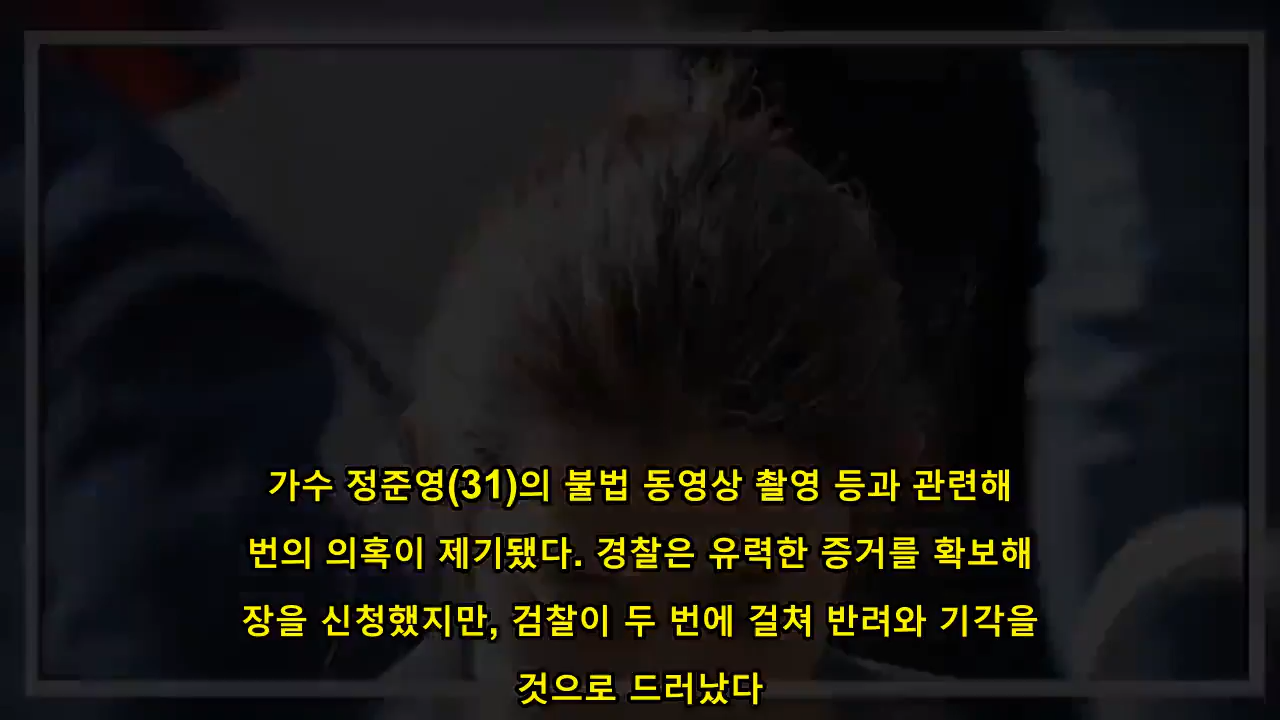 가수 정준영(31)의 불법 동영상 촬영 등과 관련해
번의 의혹이 제기됐다. 경찰은 유력한 증거를 확보해
장을 신청했지만, 검찰이 두 번에 걸쳐 반려와 기각을
것으로 드러났다